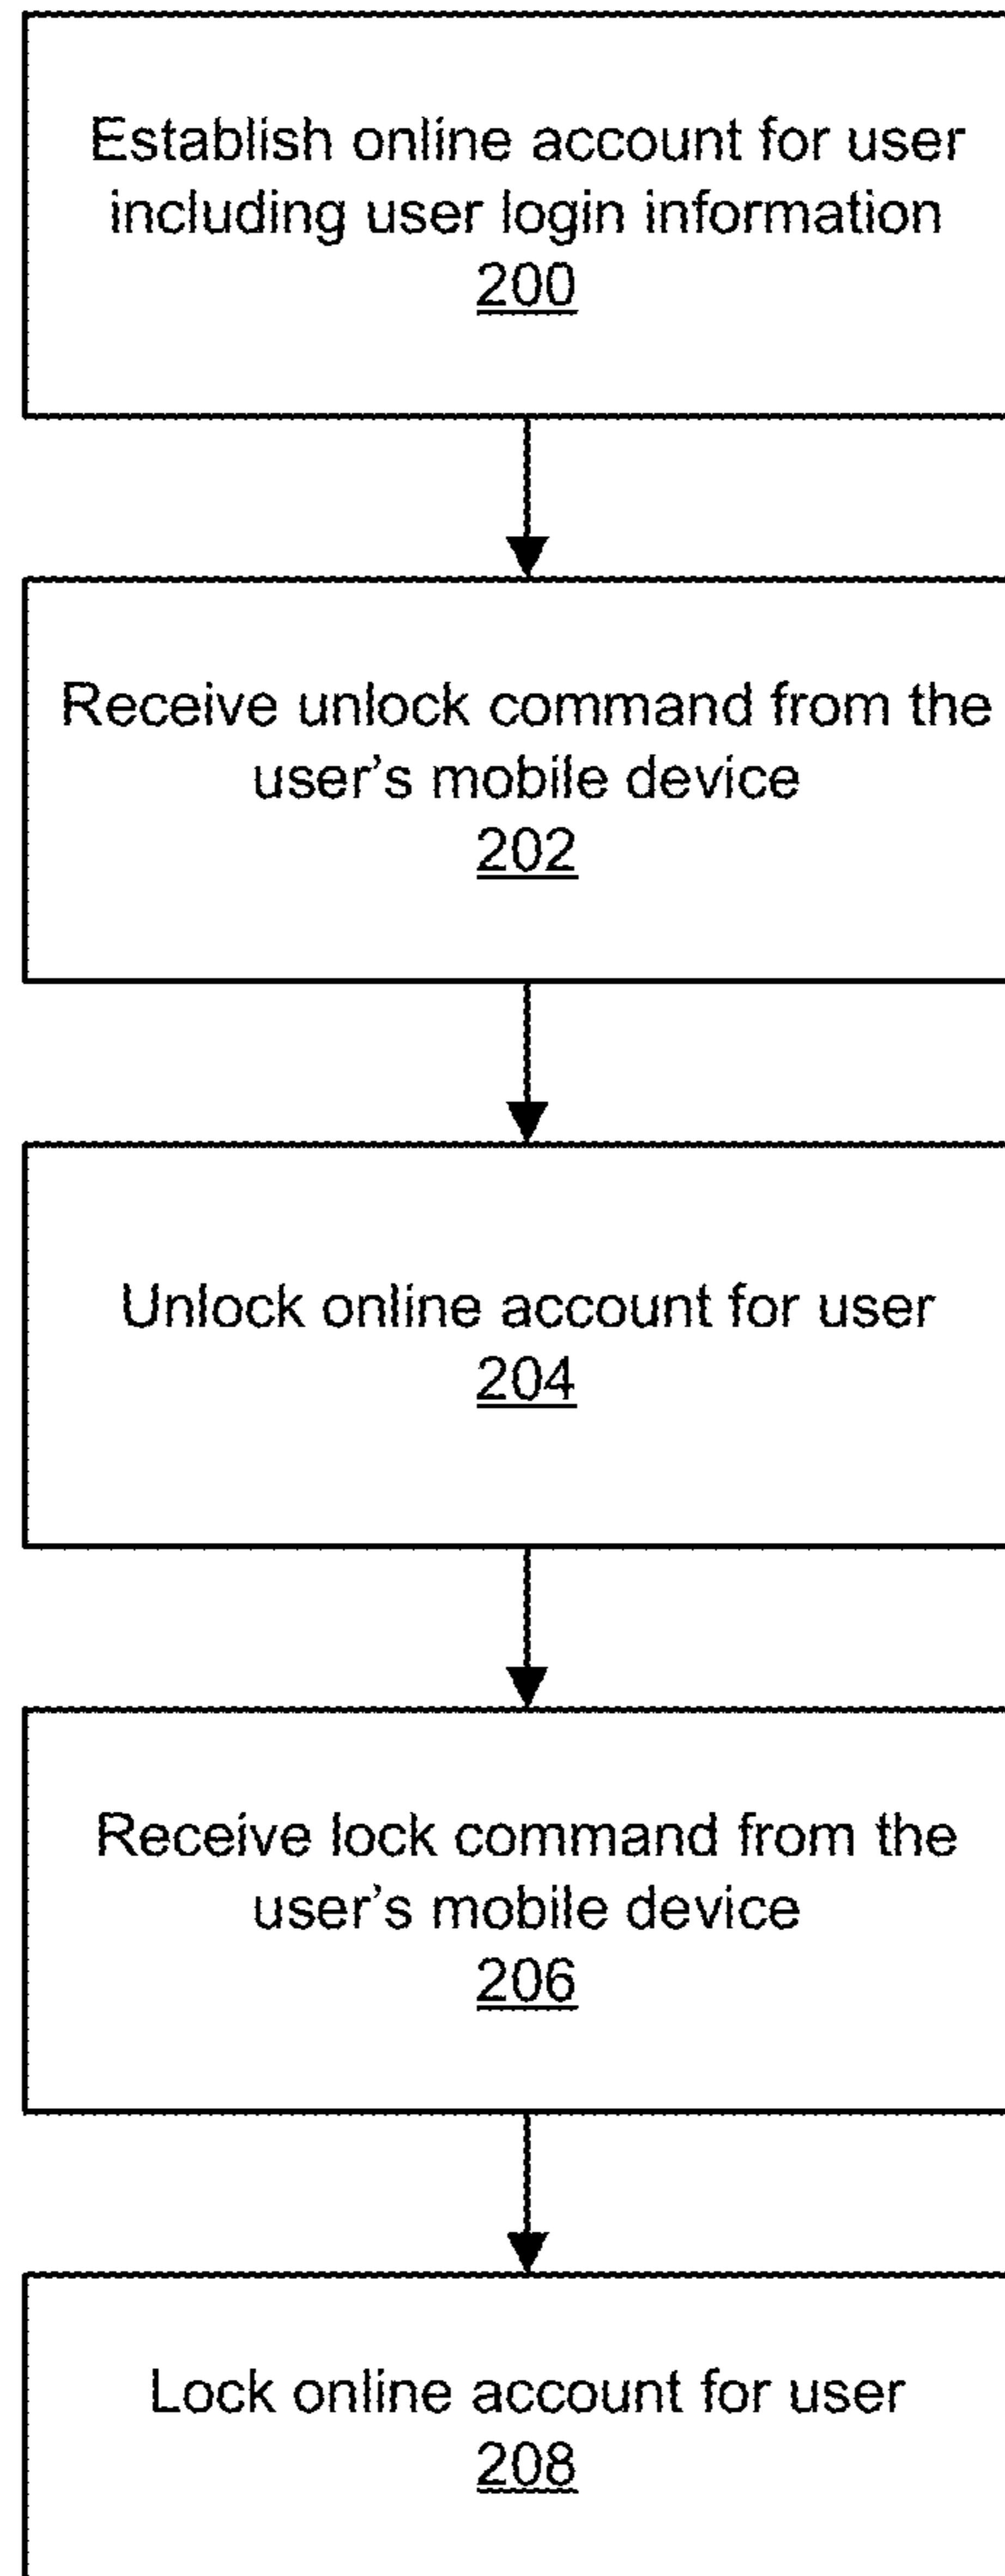 Establish online account for user
including user login information
200
Receive unlock command from the
user's mobile device
202
Unlock online account for user
204
Receive lock command from the
user's mobile device
206
Lock online account for user
208